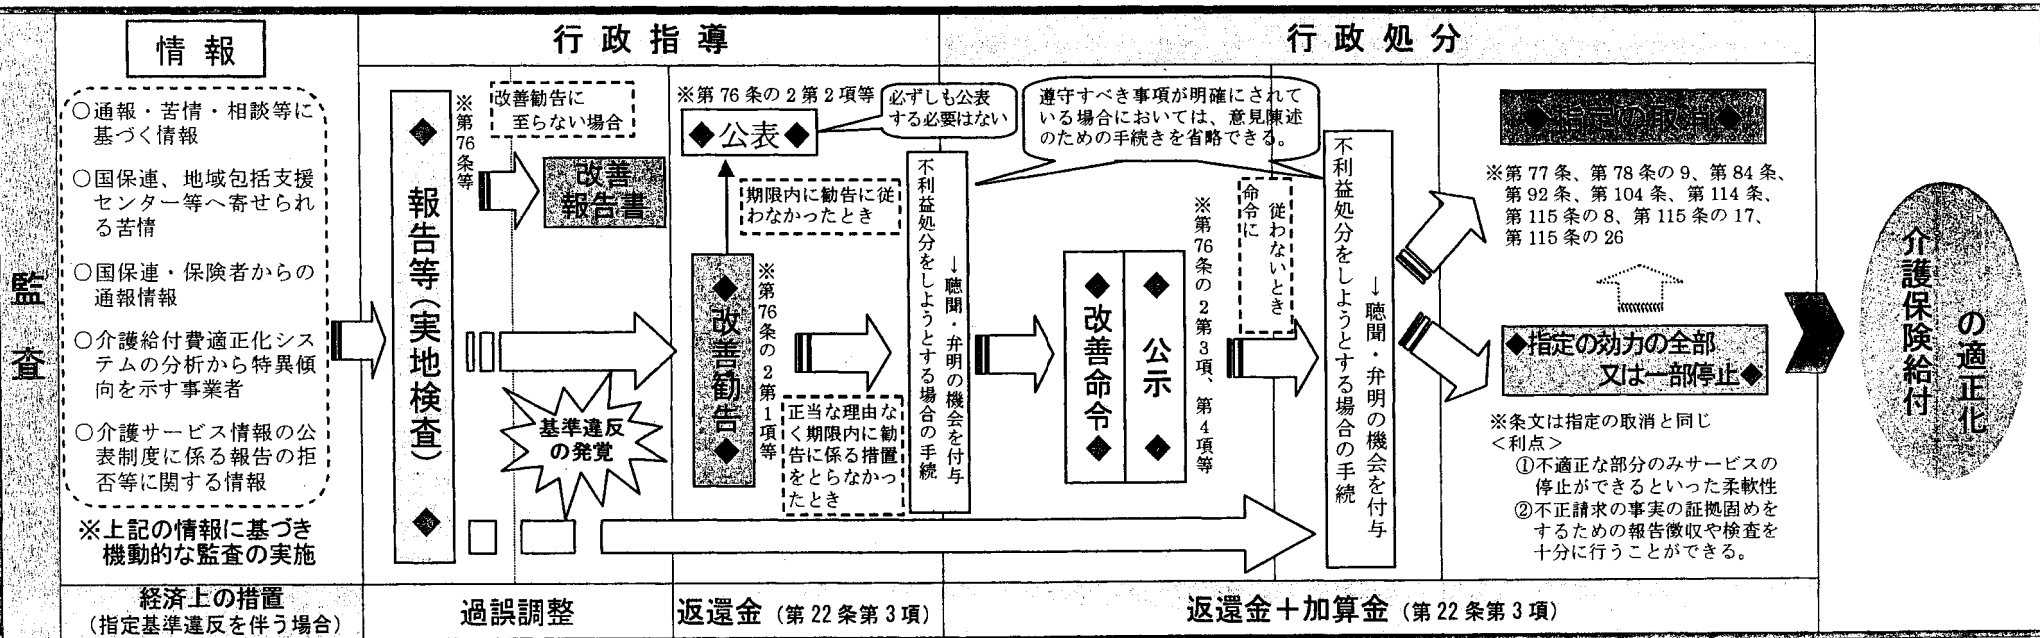 監査
情報
○通報・苦情・相談等に
基づく情報
○国保連、地域包括支援
センター等へ寄せられ
る苦情
○国保連・保険者からの
通報情報
○介護給付費適正化シス
テムの分析から特異傾
向を示す事業者
○介護サービス情報の公
表制度に係る報告の拒
否等に関する情報
※上記の情報に基づき
機動的な監査の実施
行政指導
◆報告等(実地検査)◆
※第76条等
改善勧告に
至らない場合
改善
報告書
基準違反
の発覚
※第76条の2第2項等
◆公表◆
必ずしも公表
する必要はない
期限内に勧告に従
わなかったとき
◆改善勧告◆
※第76条の2第1項等
正当な理由な
く期限内に勧
告に係る措置
をとらなかっ
たとき
不利益処分をしようとする場合の手続
→聴聞・弁明の機会を付与
行政処分
遵守すべき事項が明確にされて
いる場合においては、意見陳述
のための手続きを省略できる。
◆改善命令◆
◆公示◆
※第76条の2第3項、第4項等
命令に
従わないとき
不利益処分をしようとする場合の手続
→聴聞・弁明の機会を付与
◆指定の取消◆
※第77条、第78条の9、第84条、
第92条、第104条、第114条、
第115条の8、第115条の17、
第115条の26
◆指定の効力の全部
又は一部停止◆
※条文は指定の取消と同じ
<利点>
①不適正な部分のみサービスの
停止ができるといった柔軟性
②不正請求の事実の証拠固めを
するための報告徴収や検査を
十分に行うことができる。
介護保険給付
の適正化
経済上の措置
(指定基準違反を伴う場合)
過誤調整
返還金(第22条第3項)
返還金+加算金(第22条第3項)